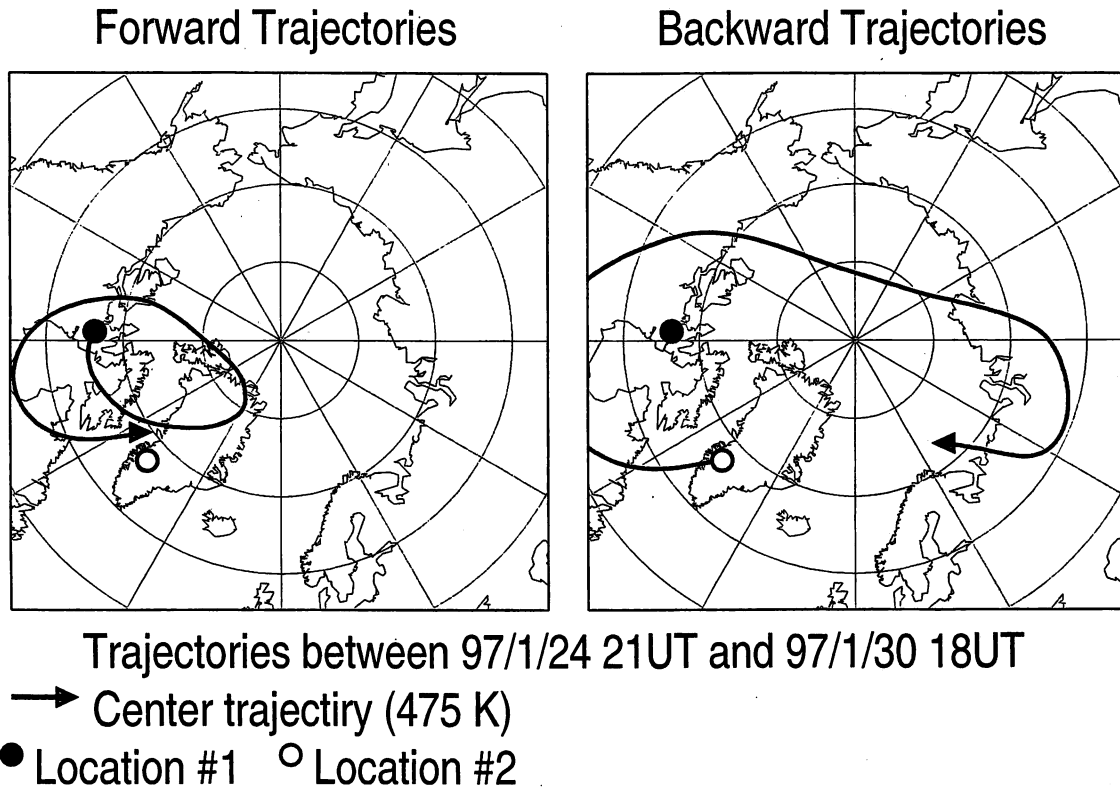 Forward Trajectories
Backward Trajectories
Trajectories between 97/1/24 21UT and 97/1/30 18UT
Center trajectiry (475 K)
Location #1 Location #2